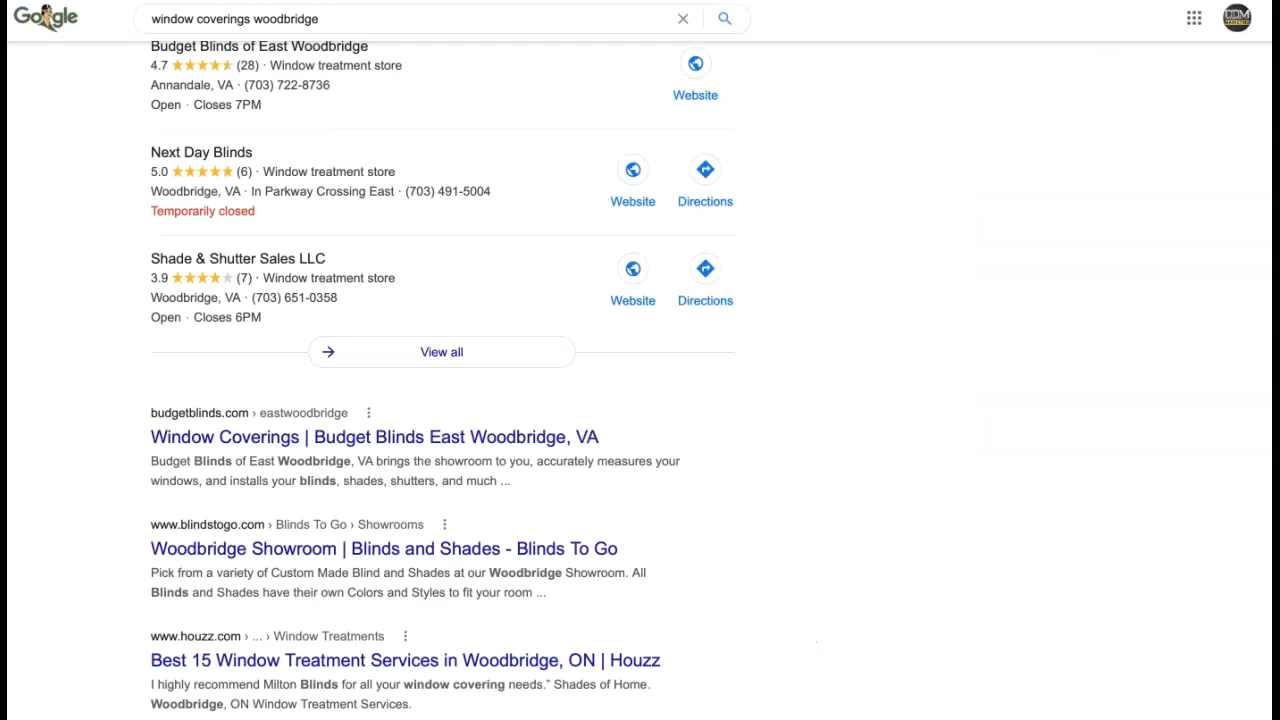 Google
window coverings woodbridge
Budget Blinds of East Woodbridge
4.7 (28) · Window treatment store
Annandale, VA · (703) 722-8736
Open · Closes 7PM
Website
Next Day Blinds
5.0 (6) · Window treatment store
Woodbridge, VA · In Parkway Crossing East · (703) 491-5004
Temporarily closed
Website
Directions
Shade & Shutter Sales LLC
3.9 (7) · Window treatment store
Woodbridge, VA · (703) 651-0358
Open · Closes 6PM
Website
Directions
View all
budgetblinds.com › eastwoodbridge
Window Coverings | Budget Blinds East Woodbridge, VA
Budget Blinds of East Woodbridge, VA brings the showroom to you, accurately measures your
windows, and installs your blinds, shades, shutters, and much ...
www.blindstogo.com › Blinds To Go › Showrooms
Woodbridge Showroom | Blinds and Shades - Blinds To Go
Pick from a variety of Custom Made Blind and Shades at our Woodbridge Showroom. All
Blinds and Shades have their own Colors and Styles to fit your room ...
www.houzz.com › ... › Window Treatments
Best 15 Window Treatment Services in Woodbridge, ON | Houzz
I highly recommend Milton Blinds for all your window covering needs.” Shades of Home.
Woodbridge, ON Window Treatment Services.